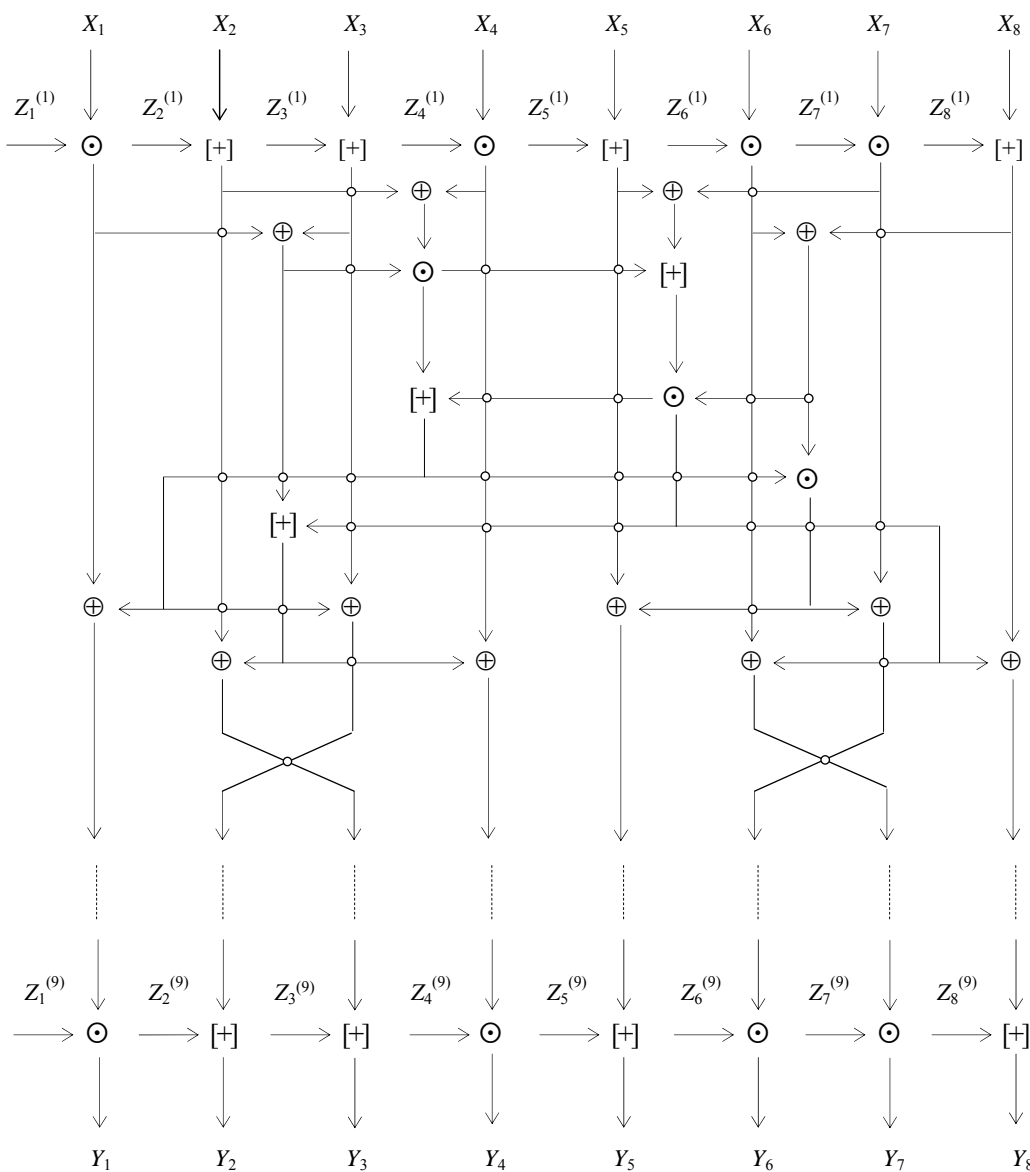 X₁ X₂ X₃ X₄ X₅ X₆ X₇ X₈
Z₁⁽¹⁾ Z₂⁽¹⁾ Z₃⁽¹⁾ Z₄⁽¹⁾ Z₅⁽¹⁾ Z₆⁽¹⁾ Z₇⁽¹⁾ Z₈⁽¹⁾
⊙ [+] [+] ⊙ [+] ⊙ ⊙ [+]
⊕ ⊕
⊕ ⊕
⊙ [+]
[+] ⊙
⊙
[+]
⊕ ⊕ ⊕ ⊕
⊕ ⊕ ⊕ ⊕
Z₁⁽⁹⁾ Z₂⁽⁹⁾ Z₃⁽⁹⁾ Z₄⁽⁹⁾ Z₅⁽⁹⁾ Z₆⁽⁹⁾ Z₇⁽⁹⁾ Z₈⁽⁹⁾
⊙ [+] [+] ⊙ [+] ⊙ ⊙ [+]
Y₁ Y₂ Y₃ Y₄ Y₅ Y₆ Y₇ Y₈